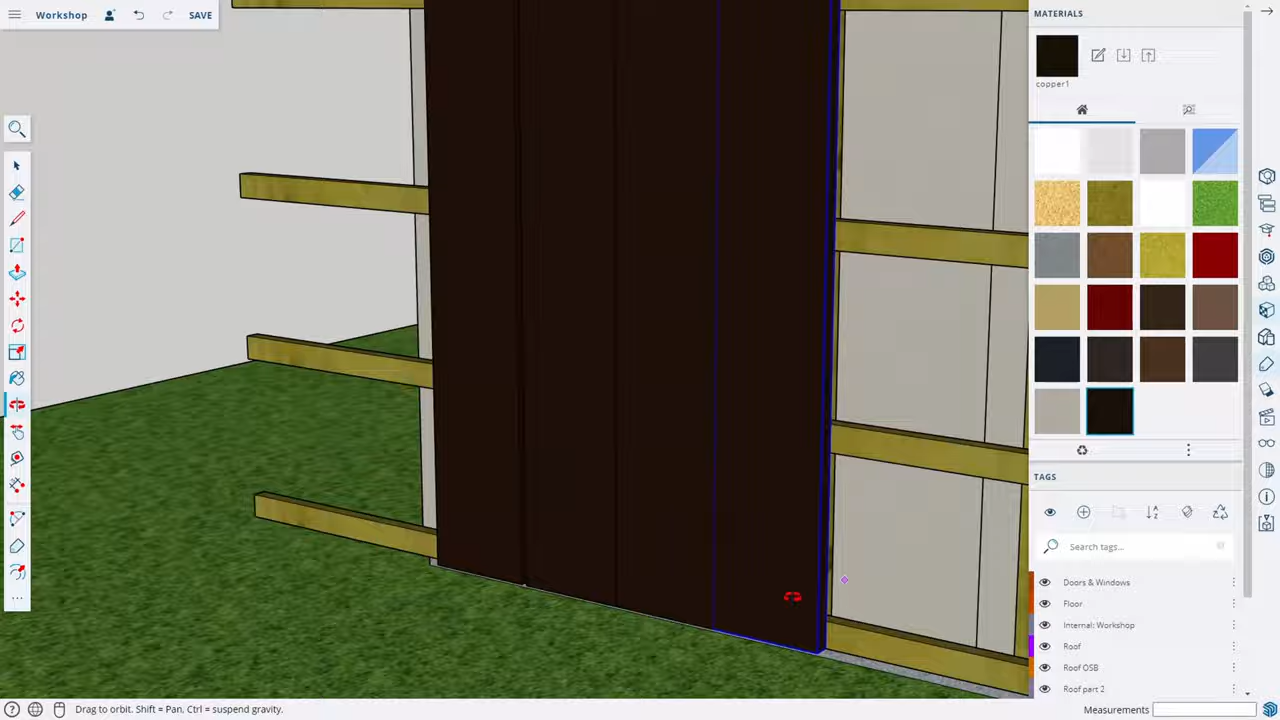 Workshop
SAVE
MATERIALS
copper1
TAGS
Search tags...
Doors & Windows
Floor
Internal: Workshop
Roof
Roof OSB
Roof part 2
Drag to orbit. Shift = Pan, Ctrl = suspend gravity.
Measurements